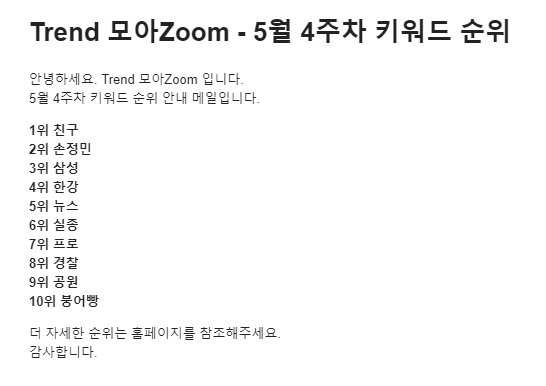 Trend 모아Zoom - 5월 4주차 키워드 순위
안녕하세요. Trend 모아Zoom 입니다.
5월 4주차 키워드 순위 안내 메일입니다.
1위 친구
2위 손정민
3위 삼성
4위 한강
5위 뉴스
6위 실종
7위 프로
8위 경찰
9위 공원
10위 붕어빵
더 자세한 순위는 홈페이지를 참조해주세요.
감사합니다.